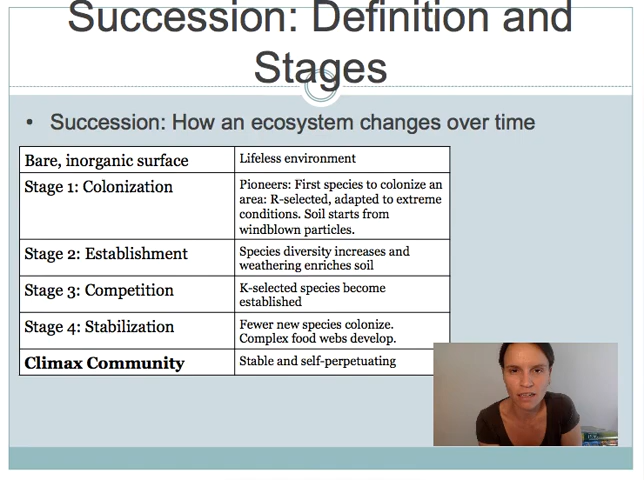 Succession: Definition and
Stages
• Succession: How an ecosystem changes over time
Bare, inorganic surface
Lifeless environment
Stage 1: Colonization
Pioneers: First species to colonize an
area: R-selected, adapted to extreme
conditions. Soil starts from
windblown particles.
Stage 2: Establishment
Species diversity increases and
weathering enriches soil
Stage 3: Competition
K-selected species become
established
Stage 4: Stabilization
Fewer new species colonize.
Complex food webs develop.
Climax Community
Stable and self-perpetuating